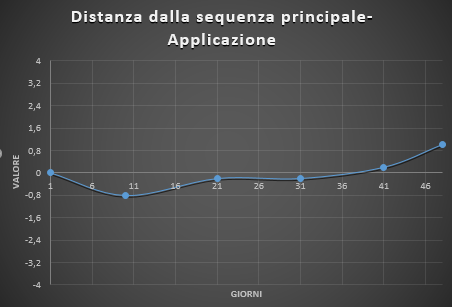 Distanza dalla sequenza principale-
Applicazione
4
3,2
2,4
1,6
0,8
0
-0,8
-1,6
-2,4
-3,2
-4
VALORE
1 6 11 16 21 26 31 36 41 46
GIORNI